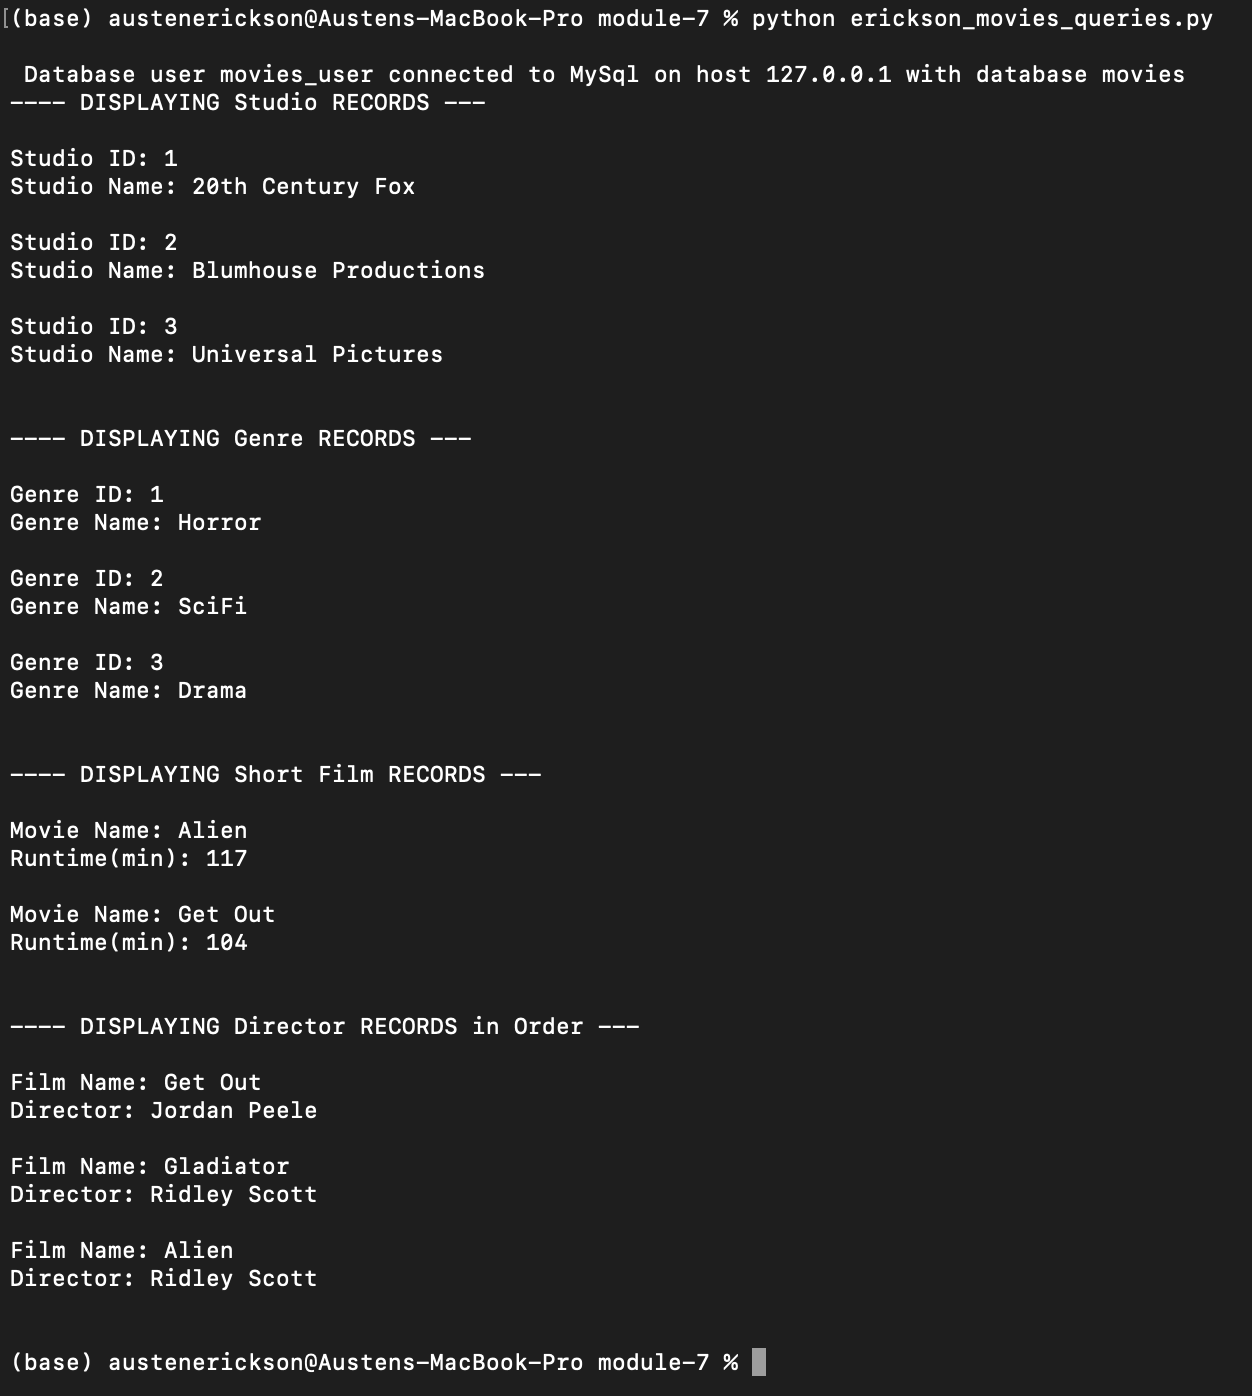 [(base) austenerickson@Austens-MacBook-Pro module-7 % python erickson_movies_queries.py

 Database user movies_user connected to MySql on host 127.0.0.1 with database movies
---- DISPLAYING Studio RECORDS ---

Studio ID: 1
Studio Name: 20th Century Fox

Studio ID: 2
Studio Name: Blumhouse Productions

Studio ID: 3
Studio Name: Universal Pictures


---- DISPLAYING Genre RECORDS ---

Genre ID: 1
Genre Name: Horror

Genre ID: 2
Genre Name: SciFi

Genre ID: 3
Genre Name: Drama


---- DISPLAYING Short Film RECORDS ---

Movie Name: Alien
Runtime(min): 117

Movie Name: Get Out
Runtime(min): 104


---- DISPLAYING Director RECORDS in Order ---

Film Name: Get Out
Director: Jordan Peele

Film Name: Gladiator
Director: Ridley Scott

Film Name: Alien
Director: Ridley Scott


(base) austenerickson@Austens-MacBook-Pro module-7 %